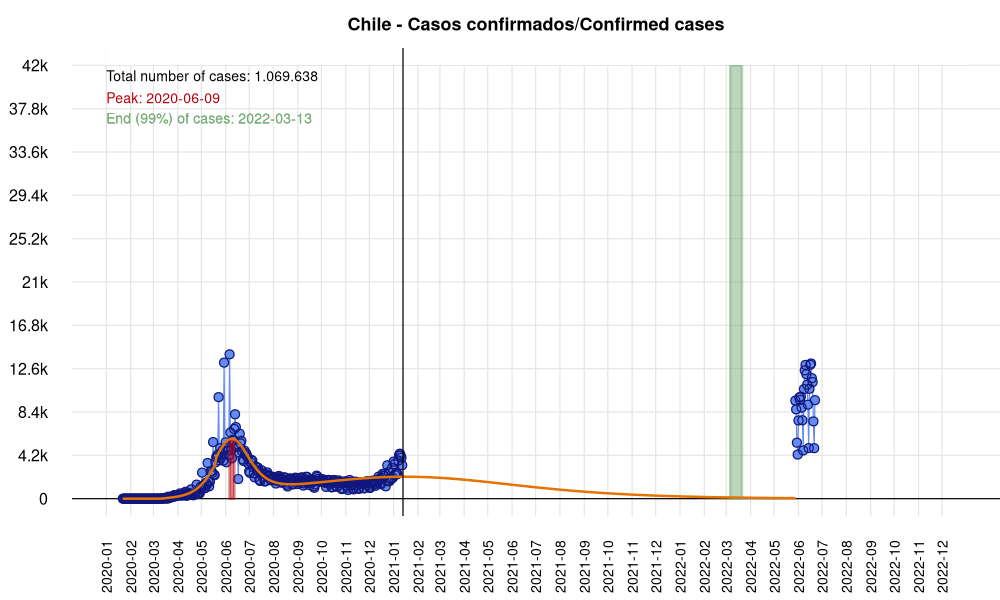 Chile - Casos confirmados/Confirmed cases
Total number of cases: 1.069.638
Peak: 2020-06-09
End (99%) of cases: 2022-03-13
42k
37.8k
33.6k
29.4k
25.2k
21k
16.8k
12.6k
8.4k
4.2k
0
2020-01
2020-02
2020-03
2020-04
2020-05
2020-06
2020-07
2020-08
2020-09
2020-10
2020-11
2020-12
2021-01
2021-03
2021-04
2021-05
2021-06
2021-07
2021-08
2021-09
2021-10
2021-11
2021-12
2022-01
2022-02
2022-03
2022-04
2022-05
2022-06
2022-07
2022-08
2022-09
2022-10
2022-11
2022-12